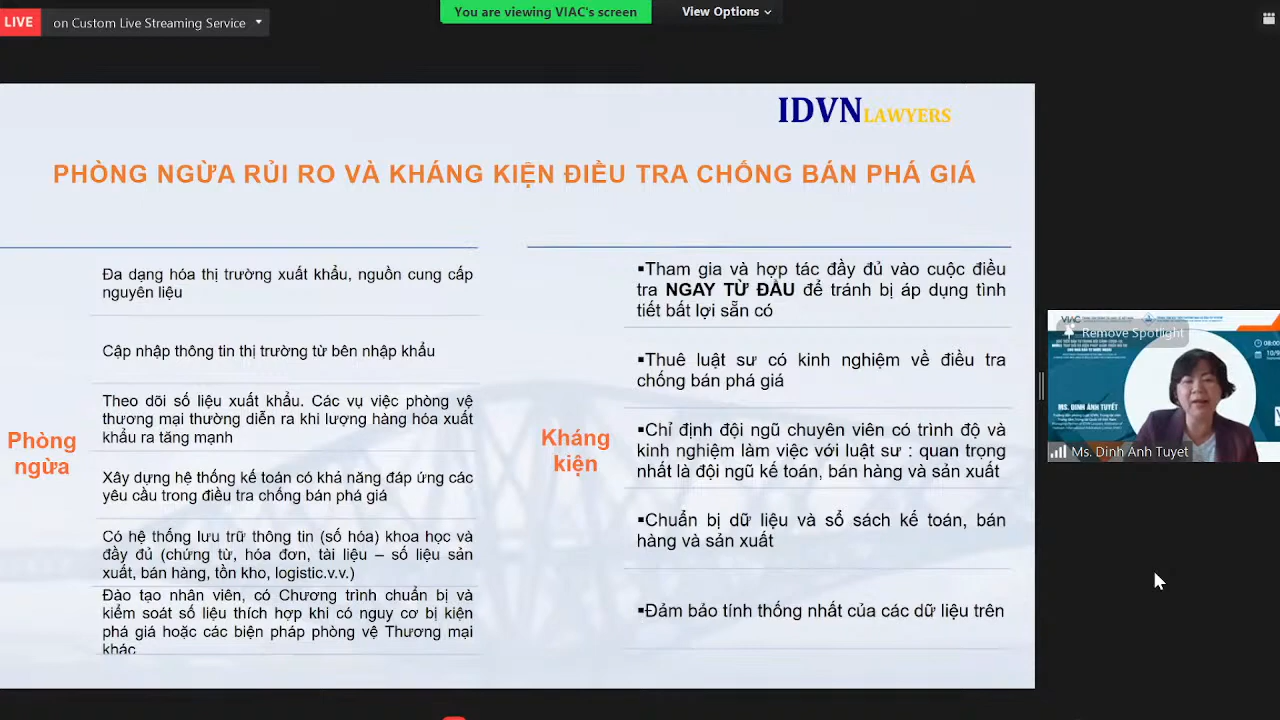 LIVE
on Custom Live Streaming Service
You are viewing VIAC's screen
View Options
IDVN LAWYERS
PHÒNG NGỪA RỦI RO VÀ KHÁNG KIỆN ĐIỀU TRA CHỐNG BÁN PHÁ GIÁ
Phòng
ngừa
Đa dạng hóa thị trường xuất khẩu, nguồn cung cấp
nguyên liệu
Cập nhập thông tin thị trường từ bên nhập khẩu
Theo dõi số liệu xuất khẩu. Các vụ việc phòng vệ
thương mại thường diễn ra khi lượng hàng hóa xuất
khẩu ra tăng mạnh
Xây dựng hệ thống kế toán có khả năng đáp ứng các
yêu cầu trong điều tra chống bán phá giá
Có hệ thống lưu trữ thông tin (số hóa) khoa học và
đầy đủ (chứng từ, hóa đơn, tài liệu – số liệu sản
xuất, bán hàng, tồn kho, logistic.v.v.)
Đào tạo nhân viên, có Chương trình chuẩn bị và
kiểm soát số liệu thích hợp khi có nguy cơ bị kiện
phá giá hoặc các biện pháp phòng vệ Thương mại
khác
Kháng
kiện
▪Tham gia và hợp tác đầy đủ vào cuộc điều
tra NGAY TỪ ĐẦU để tránh bị áp dụng tình
tiết bất lợi sẵn có
▪Thuê luật sư có kinh nghiệm về điều tra
chống bán phá giá
▪Chỉ định đội ngũ chuyên viên có trình độ và
kinh nghiệm làm việc với luật sư : quan trọng
nhất là đội ngũ kế toán, bán hàng và sản xuất
▪Chuẩn bị dữ liệu và sổ sách kế toán, bán
hàng và sản xuất
▪Đảm bảo tính thống nhất của các dữ liệu trên
VIAC
Remove Spotlight
08:00
10/9
MS. ĐINH ÁNH TUYẾT
Ms. Dinh Anh Tuyet